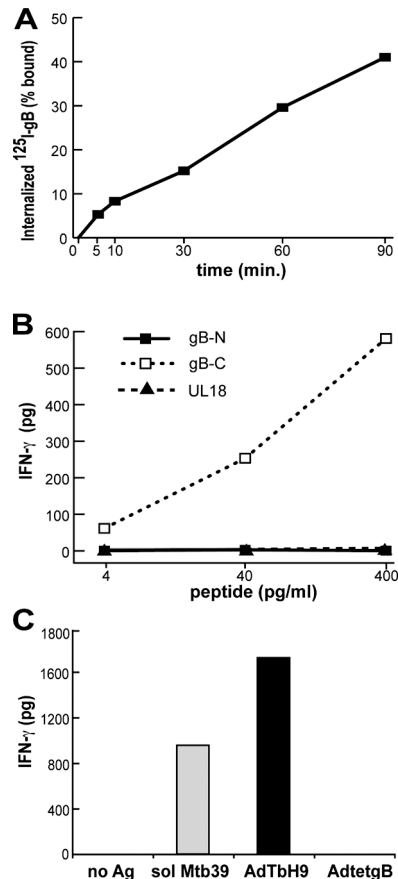 A
Internalized ¹²⁵I-gB (% bound)
50
40
30
20
10
0
0 5 10 30 60 90
time (min.)
B
IFN-γ (pg)
600
500
400
300
200
100
0
gB-N
gB-C
UL18
4 40 400
peptide (pg/ml)
C
IFN-γ (pg)
1800
1600
1200
800
400
0
no Ag sol Mtb39 AdTbH9 AdtetgB